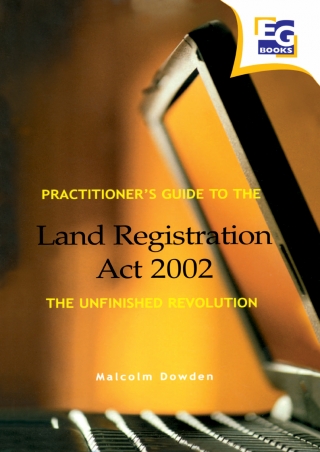 EG
BOOKS
PRACTITIONER'S GUIDE TO THE
Land Registration
Act 2002
THE UNFINISHED REVOLUTION
Malcolm Dowden